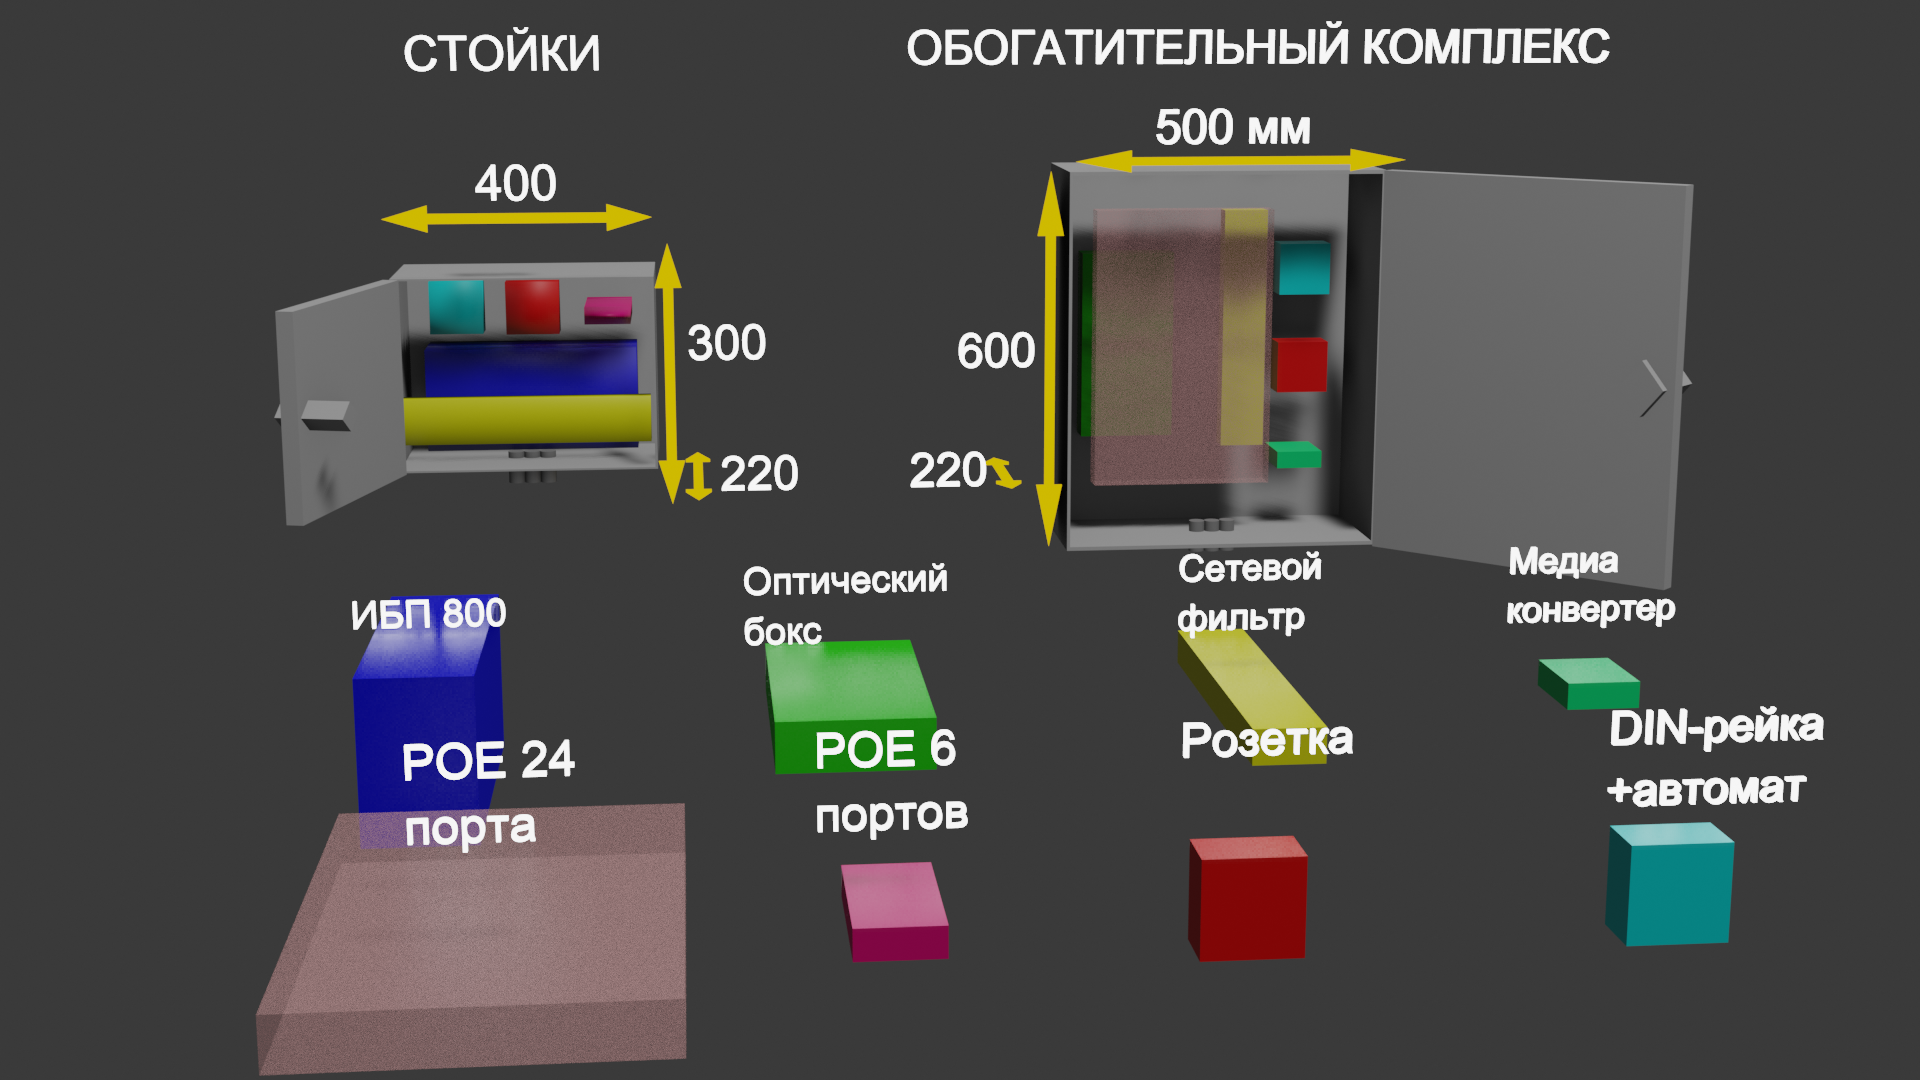 СТОЙКИ
ОБОГАТИТЕЛЬНЫЙ КОМПЛЕКС
500 мм
400
300
600
220
220
ИБП 800
Оптический
бокс
Сетевой
фильтр
Медиа
конвертер
POE 24
порта
POE 6
портов
Розетка
DIN-рейка
+автомат